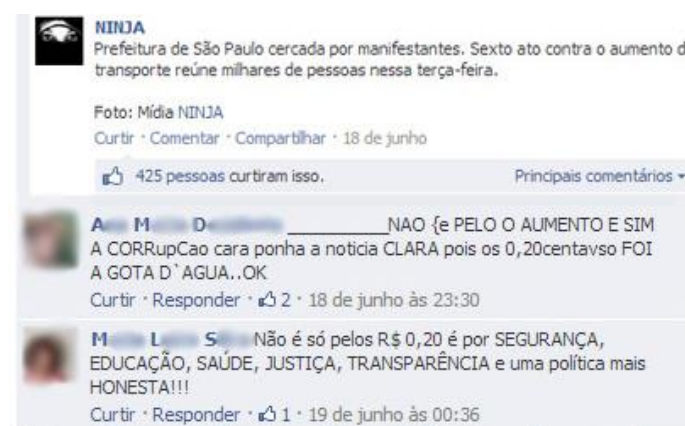 NINJA
Prefeitura de São Paulo cercada por manifestantes. Sexto ato contra o aumento d
transporte reúne milhares de pessoas nessa terça-feira.
Foto: Mídia NINJA
Curtir · Comentar · Compartilhar · 18 de junho
425 pessoas curtiram isso. Principais comentários
A M D __________NAO {e PELO O AUMENTO E SIM
A CORRupCao cara ponha a noticia CLARA pois os 0,20centavso FOI
A GOTA D`AGUA..OK
Curtir · Responder · 2 · 18 de junho às 23:30
M L S Não é só pelos R$ 0,20 é por SEGURANÇA,
EDUCAÇÃO, SAÚDE, JUSTIÇA, TRANSPARÊNCIA e uma política mais
HONESTA!!!
Curtir · Responder · 1 · 19 de junho às 00:36